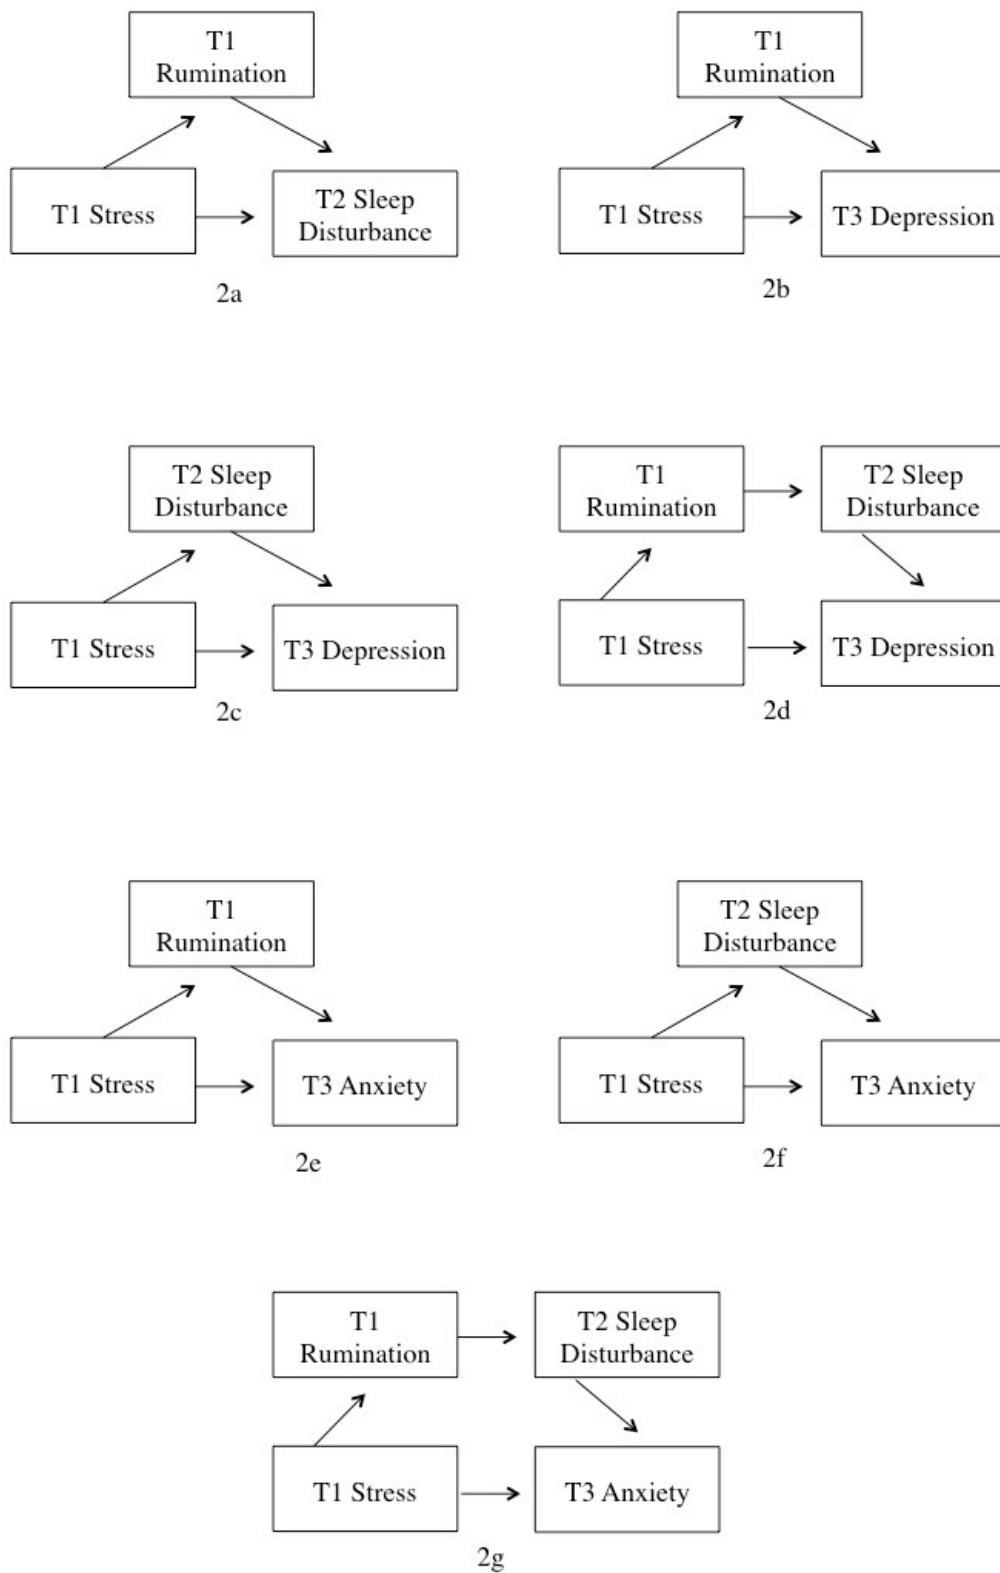 T1
Rumination
T1 Stress
T2 Sleep
Disturbance
2a
T1
Rumination
T1 Stress
T3 Depression
2b
T2 Sleep
Disturbance
T1 Stress
T3 Depression
2c
T1
Rumination
T2 Sleep
Disturbance
T1 Stress
T3 Depression
2d
T1
Rumination
T1 Stress
T3 Anxiety
2e
T2 Sleep
Disturbance
T1 Stress
T3 Anxiety
2f
T1
Rumination
T2 Sleep
Disturbance
T1 Stress
T3 Anxiety
2g